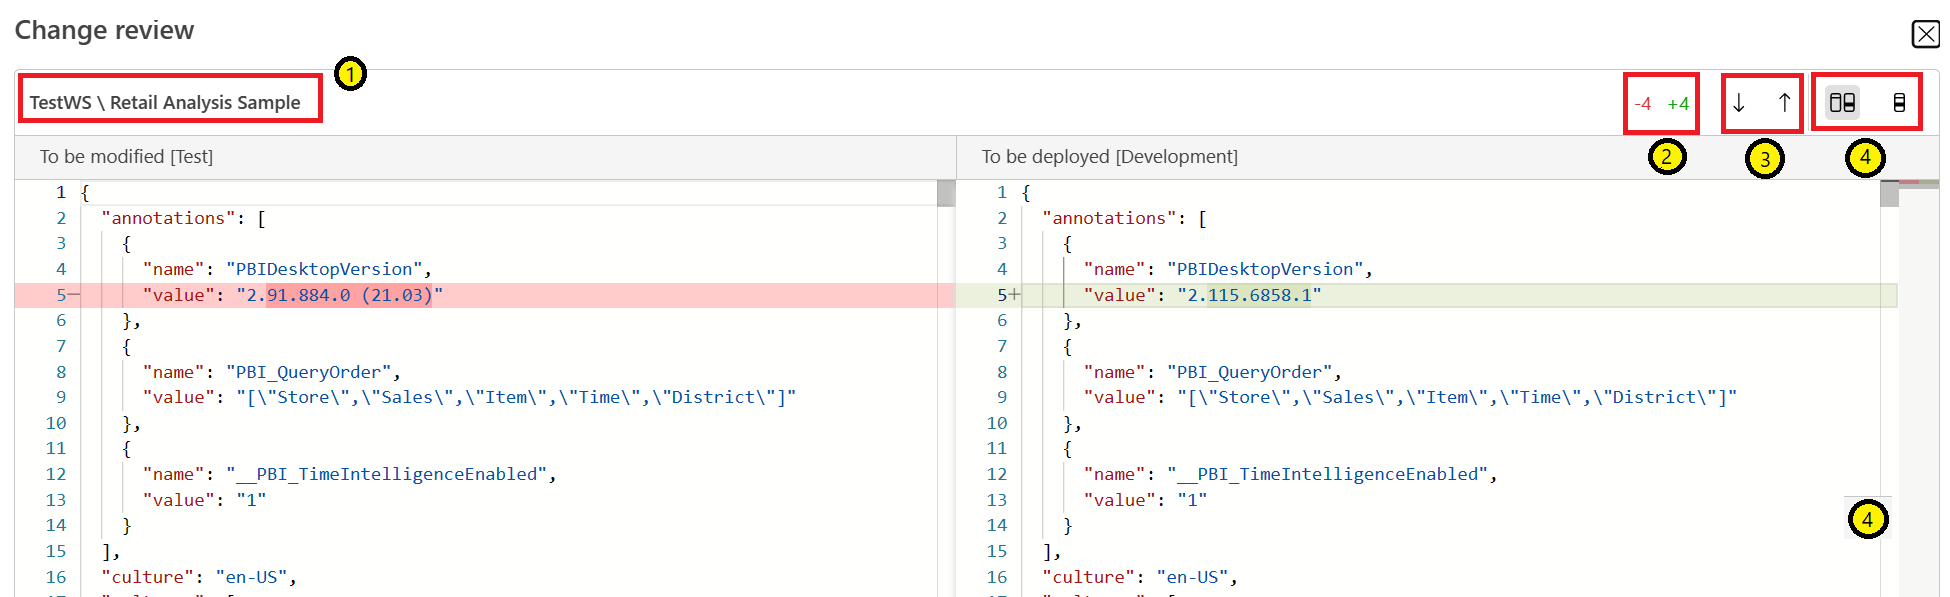 Change review
1
TestWS \ Retail Analysis Sample
-4 +4
2
3
4
To be modified [Test]
1 {
2 "annotations": [
3 {
4 "name": "PBIDesktopVersion",
5− "value": "2.91.884.0 (21.03)"
6 },
7 {
8 "name": "PBI_QueryOrder",
9 "value": "[\"Store\",\"Sales\",\"Item\",\"Time\",\"District\"]"
10 },
11 {
12 "name": "__PBI_TimeIntelligenceEnabled",
13 "value": "1"
14 }
15 ],
16 "culture": "en-US",
To be deployed [Development]
1 {
2 "annotations": [
3 {
4 "name": "PBIDesktopVersion",
5+ "value": "2.115.6858.1"
6 },
7 {
8 "name": "PBI_QueryOrder",
9 "value": "[\"Store\",\"Sales\",\"Item\",\"Time\",\"District\"]"
10 },
11 {
12 "name": "__PBI_TimeIntelligenceEnabled",
13 "value": "1"
14 }
15 ],
16 "culture": "en-US",
4